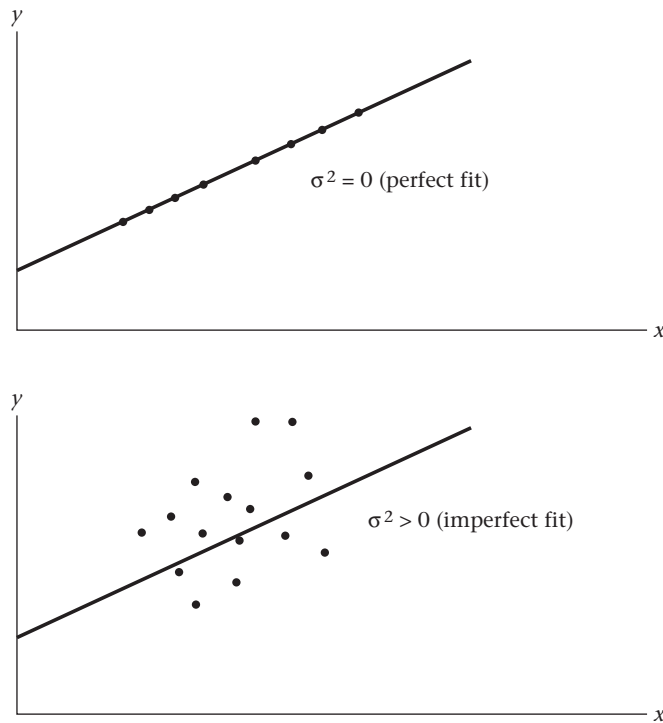 y
σ² = 0 (perfect fit)
x
y
σ² > 0 (imperfect fit)
x